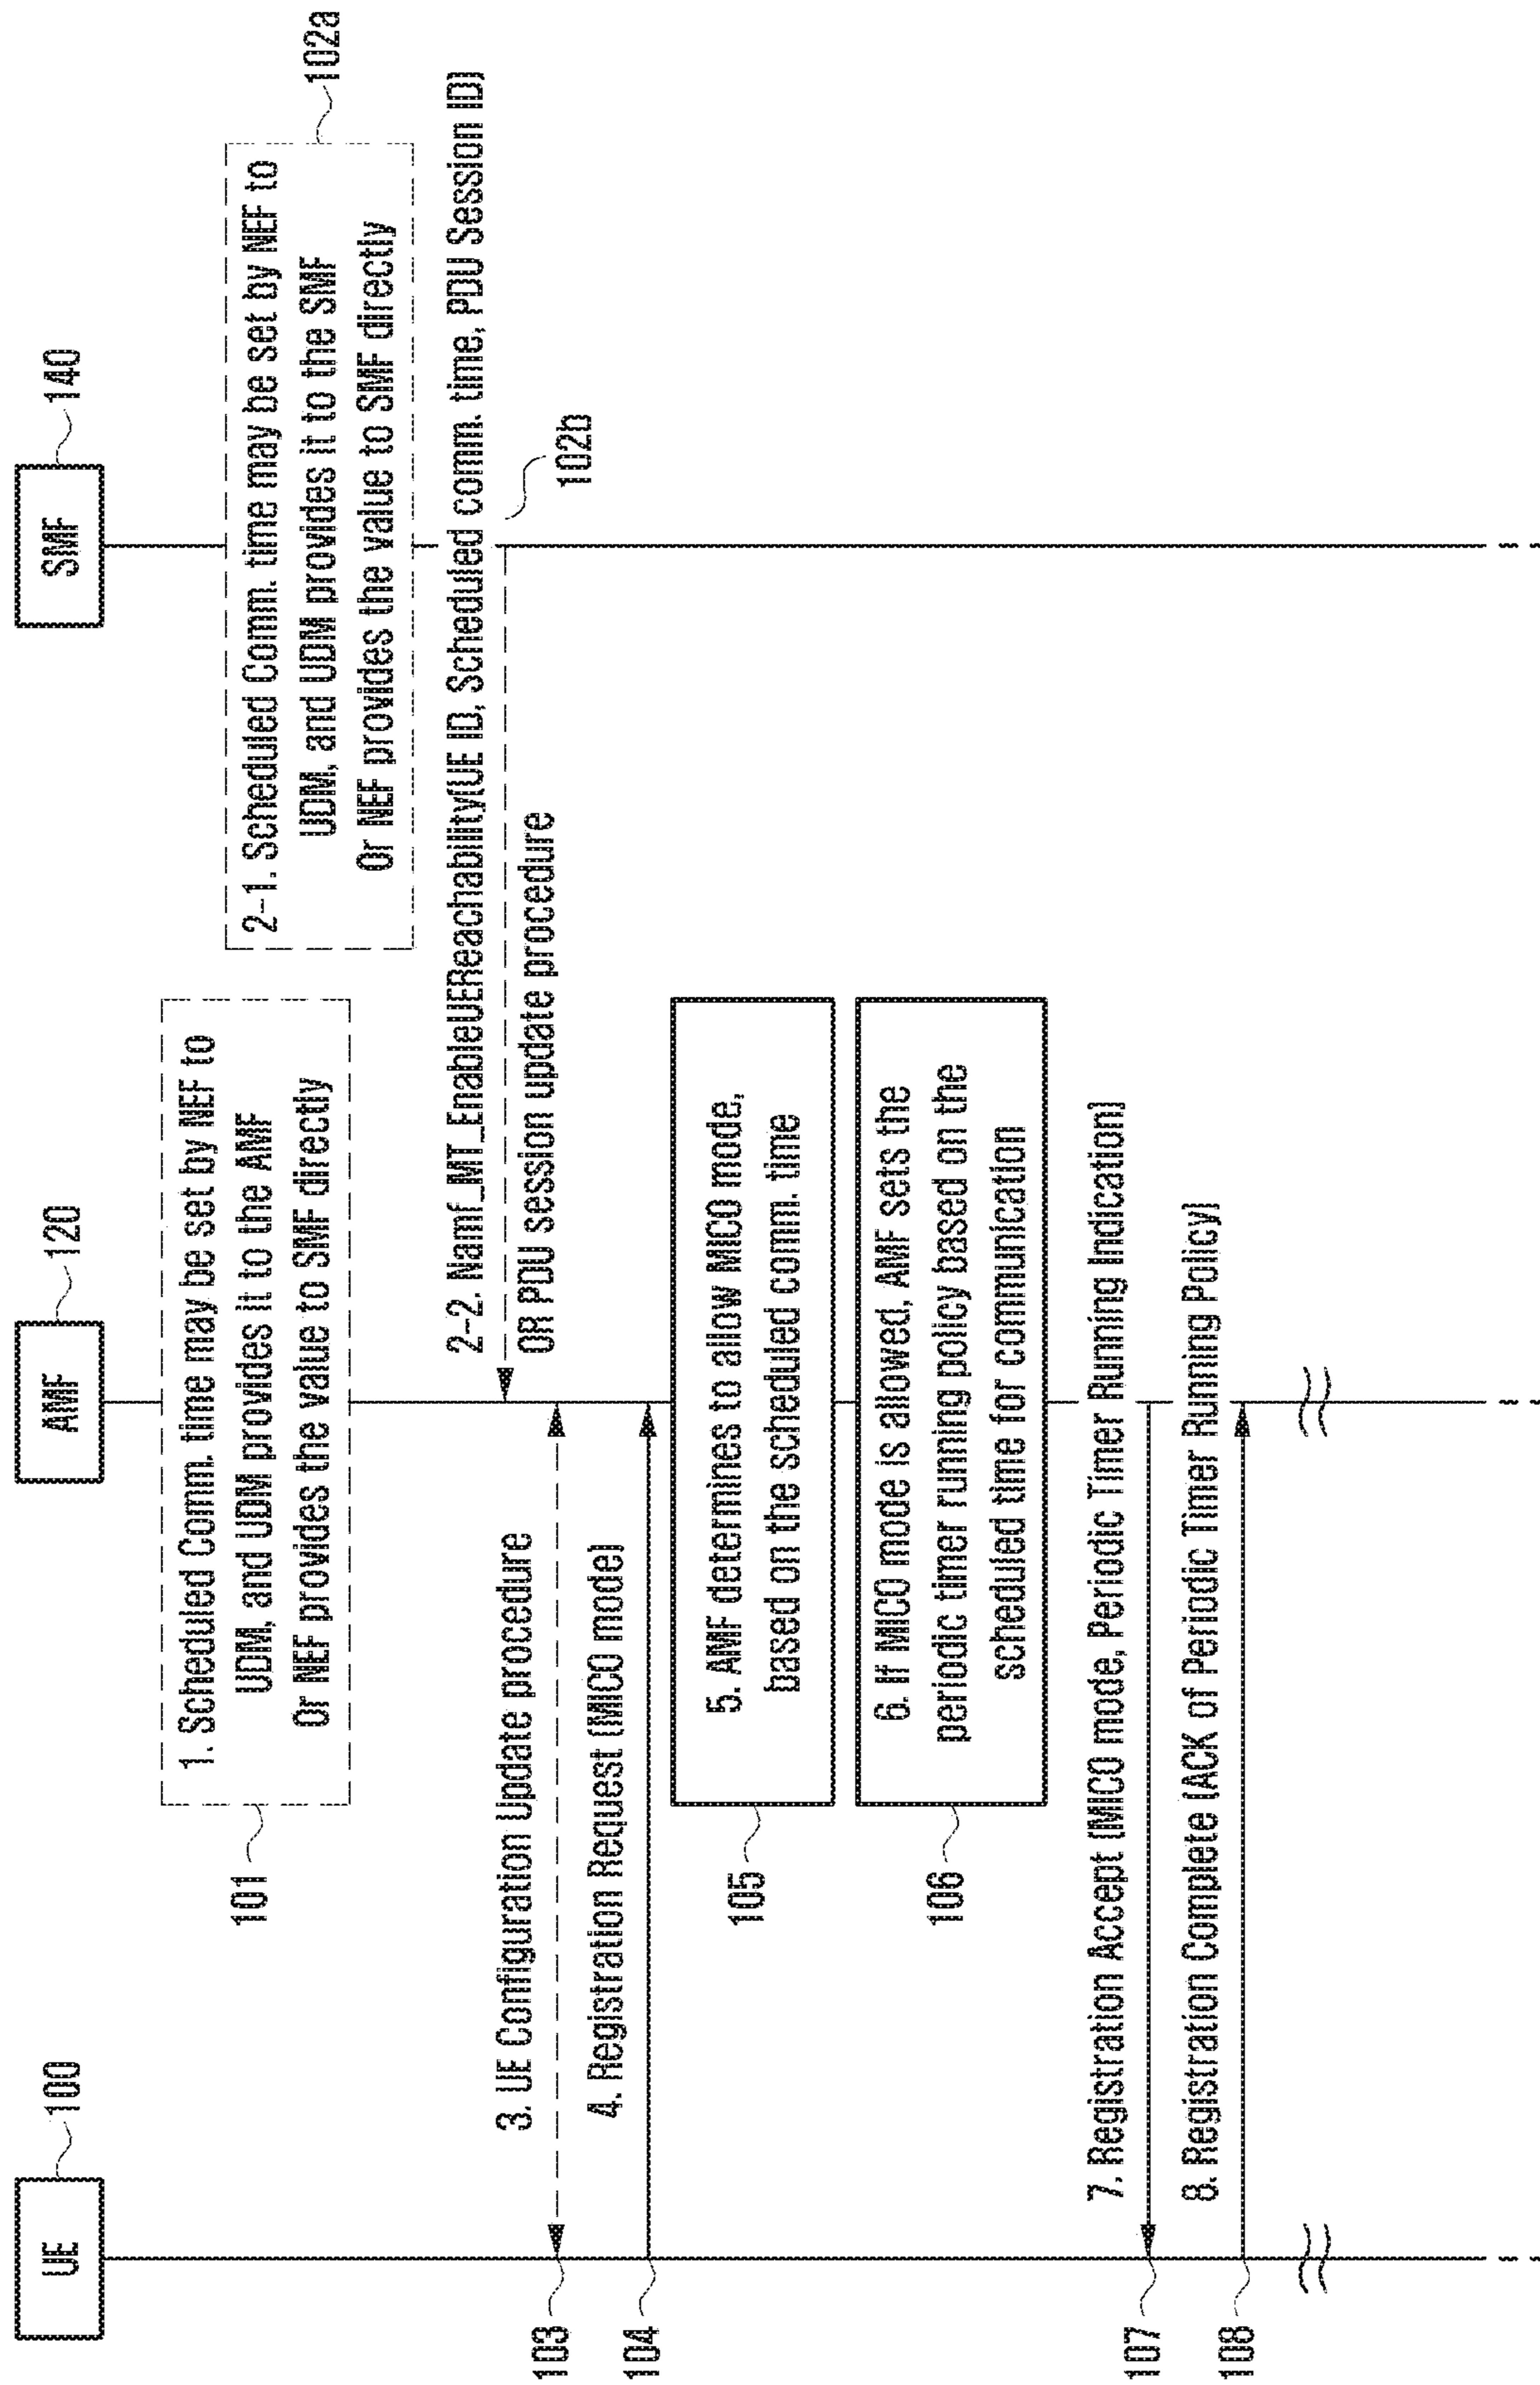 UE
100
AMF
120
SMF
140
1. Scheduled Comm. time may be set by NEF to
UDM, and UDM provides it to the AMF
Or NEF provides the value to SMF directly
101
2-1. Scheduled Comm. time may be set by NEF to
UDM, and UDM provides it to the SMF
Or NEF provides the value to SMF directly
102a
2-2. Namf_MT_EnableUEReachability(UE ID, Scheduled comm. time, PDU Session ID)
OR PDU session update procedure
102b
3. UE Configuration Update procedure
103
4. Registration Request (MICO mode)
104
5. AMF determines to allow MICO mode,
based on the scheduled comm. time
105
6. If MICO mode is allowed, AMF sets the
periodic timer running policy based on the
scheduled time for communication
106
7. Registration Accept (MICO mode, Periodic Timer Running Indication)
107
8. Registration Complete (ACK of Periodic Timer Running Policy)
108